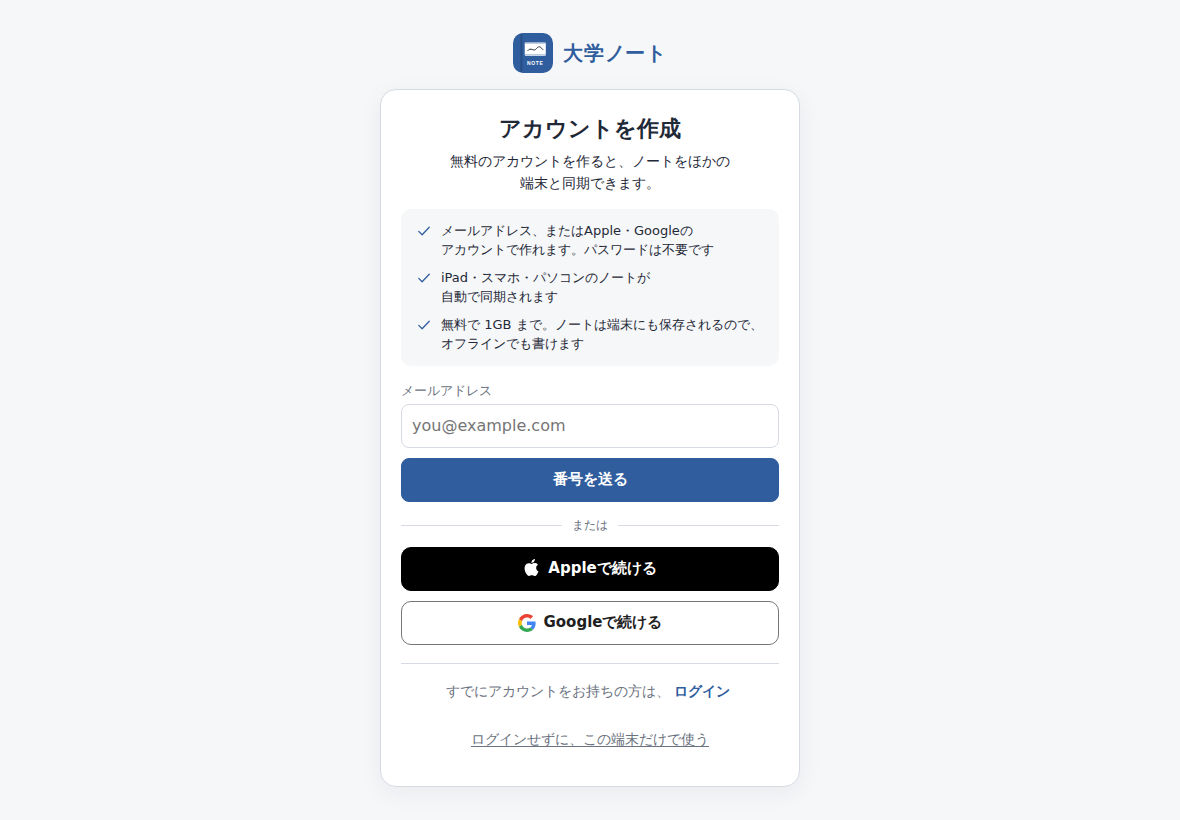 NOTE
大学ノート
アカウントを作成
無料のアカウントを作ると、ノートをほかの
端末と同期できます。
メールアドレス、またはApple・Googleの
アカウントで作れます。パスワードは不要です
iPad・スマホ・パソコンのノートが
自動で同期されます
無料で 1GB まで。ノートは端末にも保存されるので、
オフラインでも書けます
メールアドレス
you@example.com
番号を送る
または
Appleで続ける
Googleで続ける
すでにアカウントをお持ちの方は、 ログイン
ログインせずに、この端末だけで使う